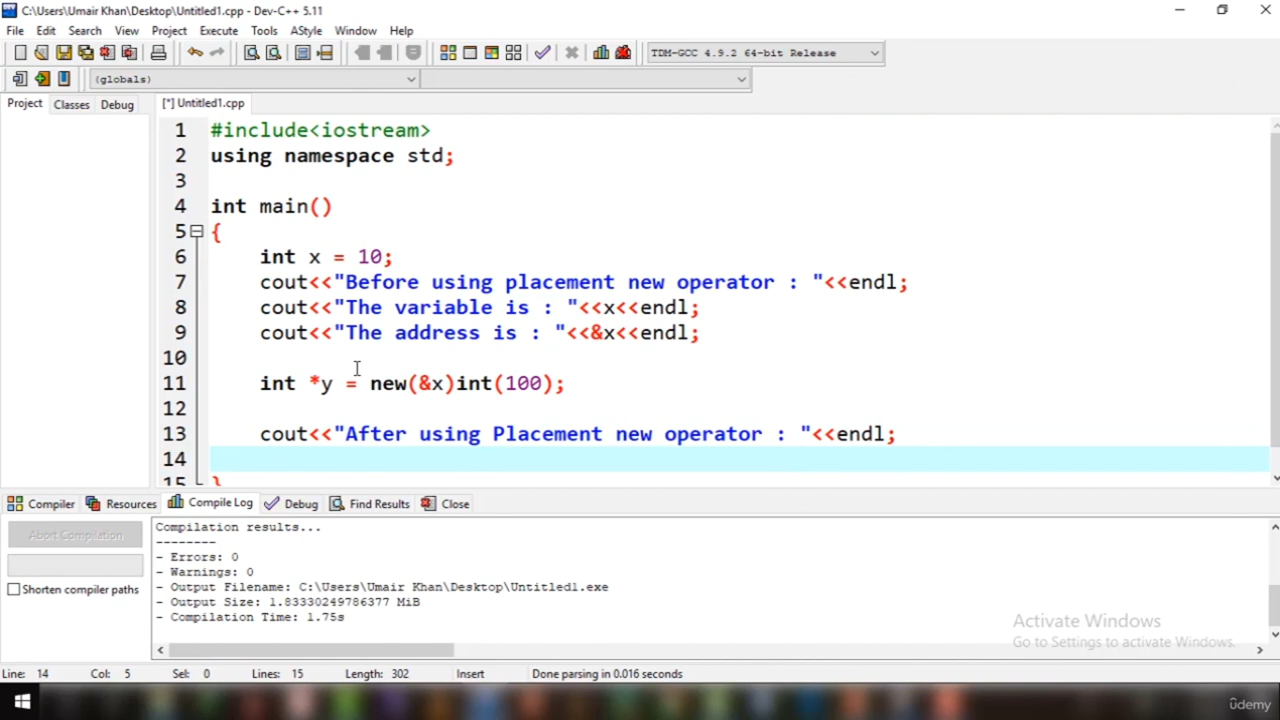 C:\Users\Umair Khan\Desktop\Untitled1.cpp - Dev-C++ 5.11
File Edit Search View Project Execute Tools AStyle Window Help
TDM-GCC 4.9.2 64-bit Release
(globals)
Project Classes Debug [*] Untitled1.cpp
1 #include<iostream>
2 using namespace std;
3
4 int main()
5 {
6 int x = 10;
7 cout<<"Before using placement new operator : "<<endl;
8 cout<<"The variable is : "<<x<<endl;
9 cout<<"The address is : "<<&x<<endl;
10
11 int *y = new(&x)int(100);
12
13 cout<<"After using Placement new operator : "<<endl;
14
15 }
Compiler Resources Compile Log Debug Find Results Close
Abort Compilation
Shorten compiler paths
Compilation results...
--------
- Errors: 0
- Warnings: 0
- Output Filename: C:\Users\Umair Khan\Desktop\Untitled1.exe
- Output Size: 1.83330249786377 MiB
- Compilation Time: 1.75s
Activate Windows
Go to Settings to activate Windows.
Line: 14 Col: 5 Sel: 0 Lines: 15 Length: 302 Insert Done parsing in 0.016 seconds
ûdemy